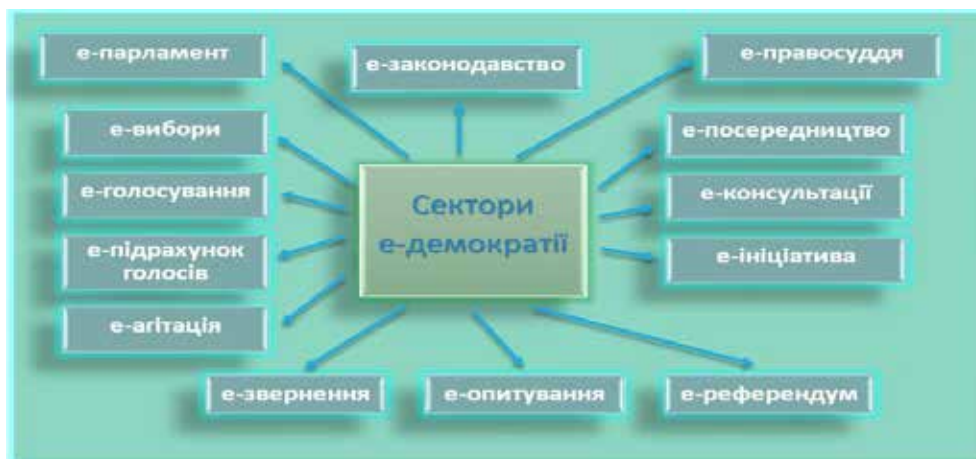 е-парламент
е-законодавство
е-правосуддя
е-вибори
е-посередництво
е-голосування
е-консультації
Сектори
е-демократії
е-підрахунок
голосів
е-ініціатива
е-агітація
е-звернення
е-опитування
е-референдум